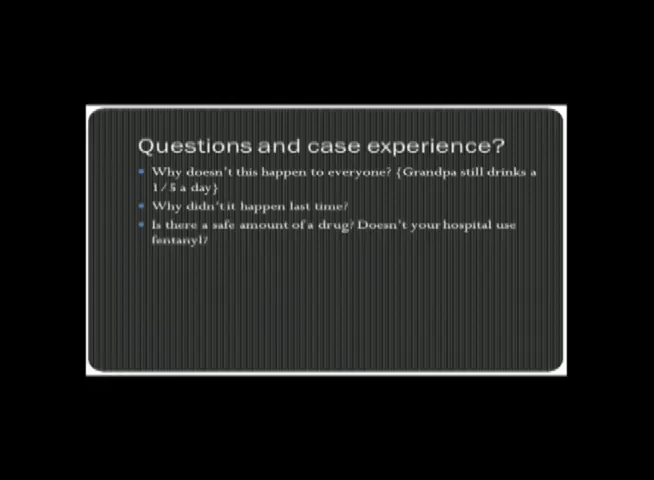 Questions and case experience?
Why doesn't this happen to everyone? {Grandpa still drinks a
1/5 a day}
Why didn't it happen last time?
Is there a safe amount of a drug? Doesn't your hospital use
fentanyl?